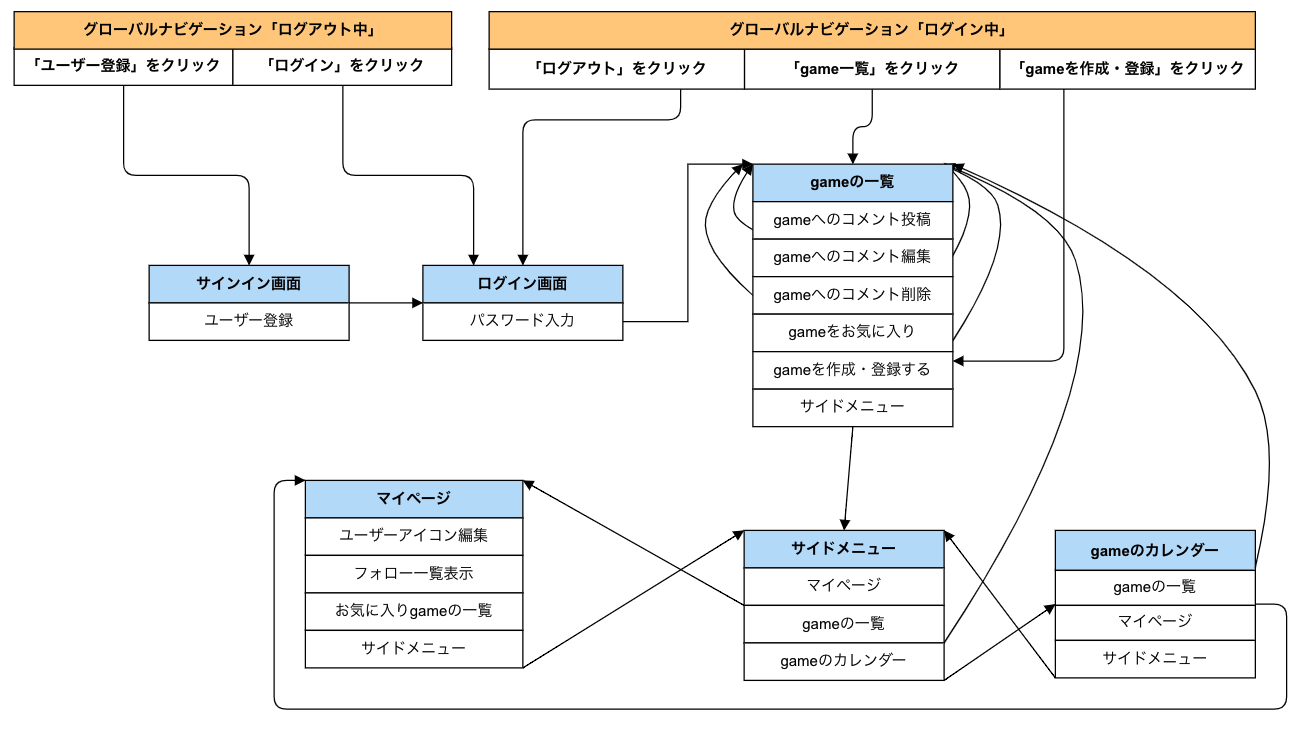 グローバルナビゲーション「ログアウト中」
「ユーザー登録」をクリック
「ログイン」をクリック
グローバルナビゲーション「ログイン中」
「ログアウト」をクリック
「game一覧」をクリック
「gameを作成・登録」をクリック
サインイン画面
ユーザー登録
ログイン画面
パスワード入力
gameの一覧
gameへのコメント投稿
gameへのコメント編集
gameへのコメント削除
gameをお気に入り
gameを作成・登録する
サイドメニュー
マイページ
ユーザーアイコン編集
フォロー一覧表示
お気に入りgameの一覧
サイドメニュー
サイドメニュー
マイページ
gameの一覧
gameのカレンダー
gameのカレンダー
gameの一覧
マイページ
サイドメニュー